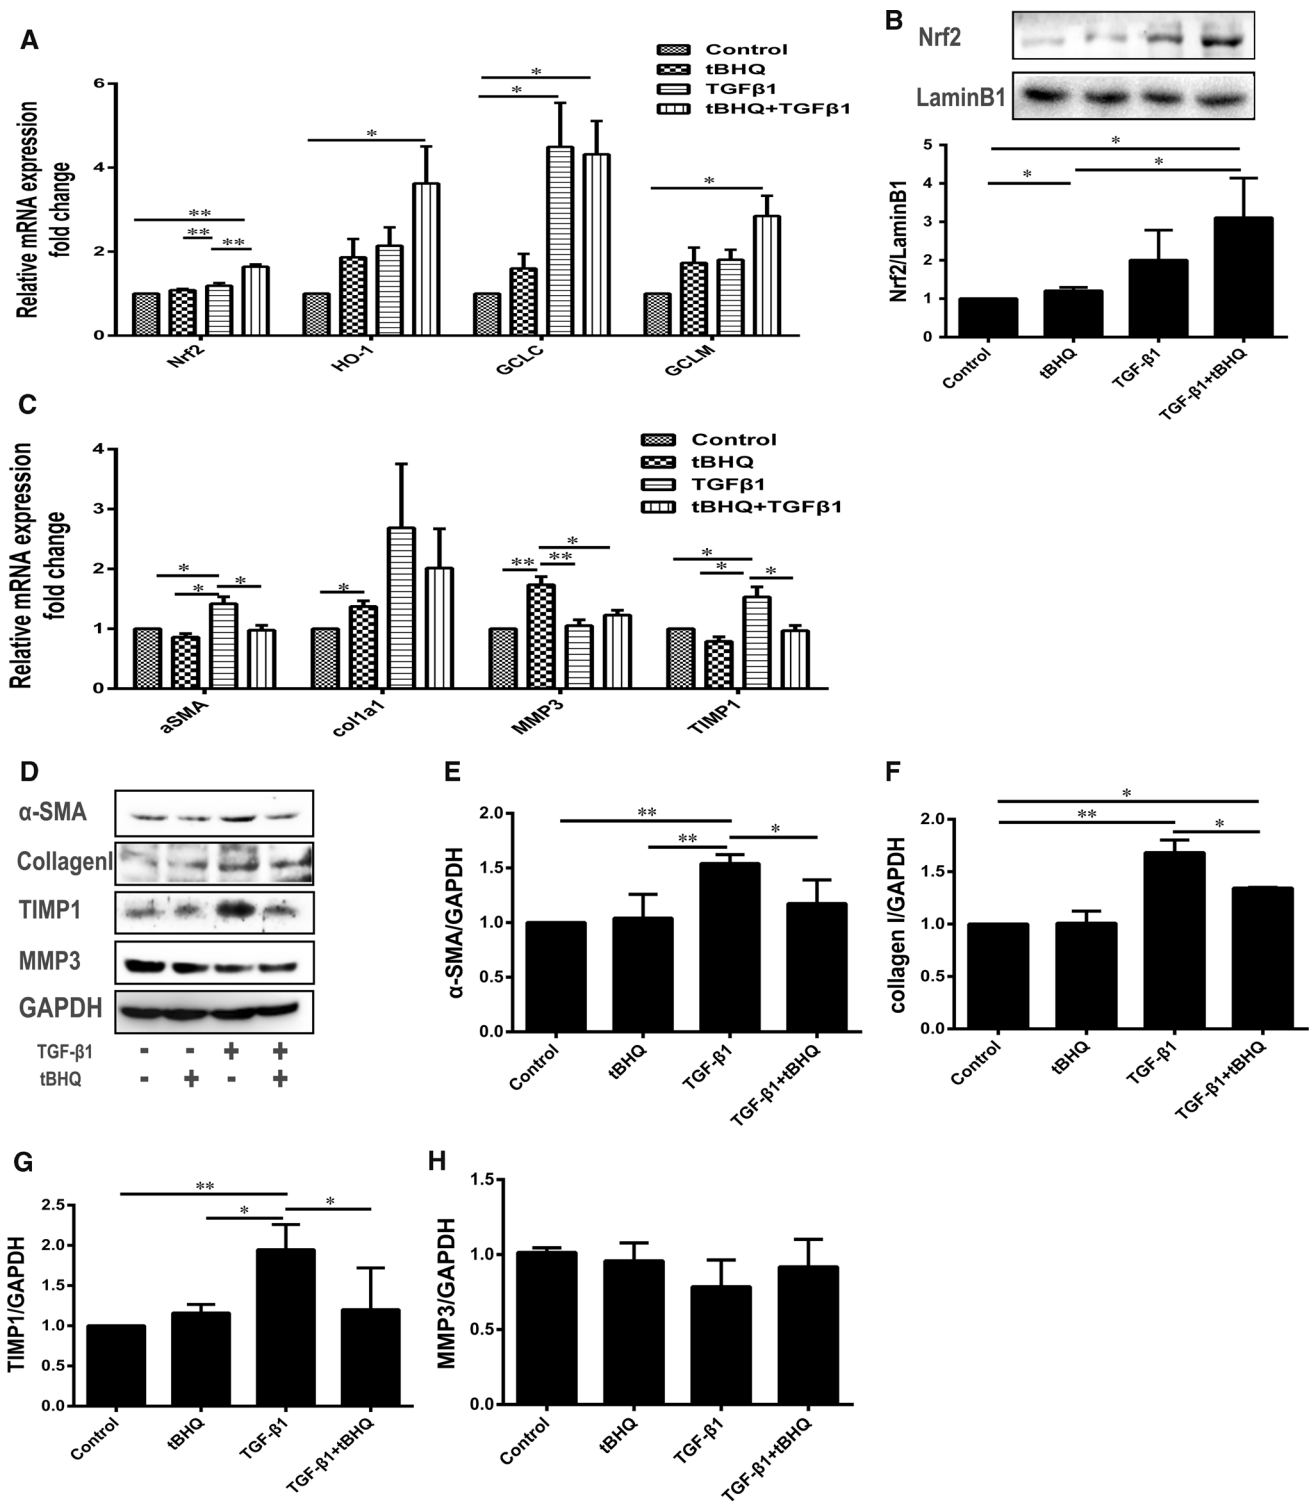 A
Control
tBHQ
TGFβ1
tBHQ+TGFβ1
Relative mRNA expression
fold change
6
4
2
0
**
**
**
*
*
*
*
Nrf2
HO-1
GCLC
GCLM
B
Nrf2
LaminB1
Nrf2/LaminB1
5
4
3
2
1
0
*
*
*
Control
tBHQ
TGF-β1
TGF-β1+tBHQ
C
Control
tBHQ
TGFβ1
tBHQ+TGFβ1
Relative mRNA expression
fold change
4
3
2
1
0
*
*
*
*
*
**
**
*
*
*
aSMA
col1a1
MMP3
TIMP1
D
α-SMA
CollagenI
TIMP1
MMP3
GAPDH
TGF-β1 - - + +
tBHQ - + - +
E
α-SMA/GAPDH
2.0
1.5
1.0
0.5
0.0
**
**
*
Control
tBHQ
TGF-β1
TGF-β1+tBHQ
F
collagen I/GAPDH
2.0
1.5
1.0
0.5
0.0
*
**
*
Control
tBHQ
TGF-β1
TGF-β1+tBHQ
G
TIMP1/GAPDH
2.5
2.0
1.5
1.0
0.5
0.0
**
*
*
Control
tBHQ
TGF-β1
TGF-β1+tBHQ
H
MMP3/GAPDH
1.5
1.0
0.5
0.0
Control
tBHQ
TGF-β1
TGF-β1+tBHQ